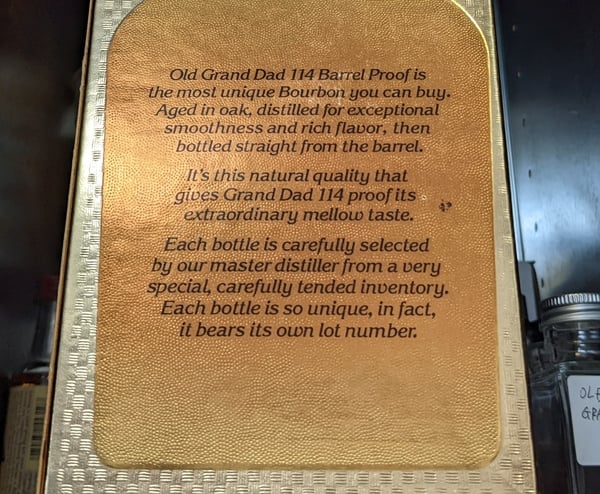 Old Grand Dad 114 Barrel Proof is
the most unique Bourbon you can buy.
Aged in oak, distilled for exceptional
smoothness and rich flavor, then
bottled straight from the barrel.
It's this natural quality that
gives Grand Dad 114 proof its
extraordinary mellow taste.
Each bottle is carefully selected
by our master distiller from a very
special, carefully tended inventory.
Each bottle is so unique, in fact,
it bears its own lot number.